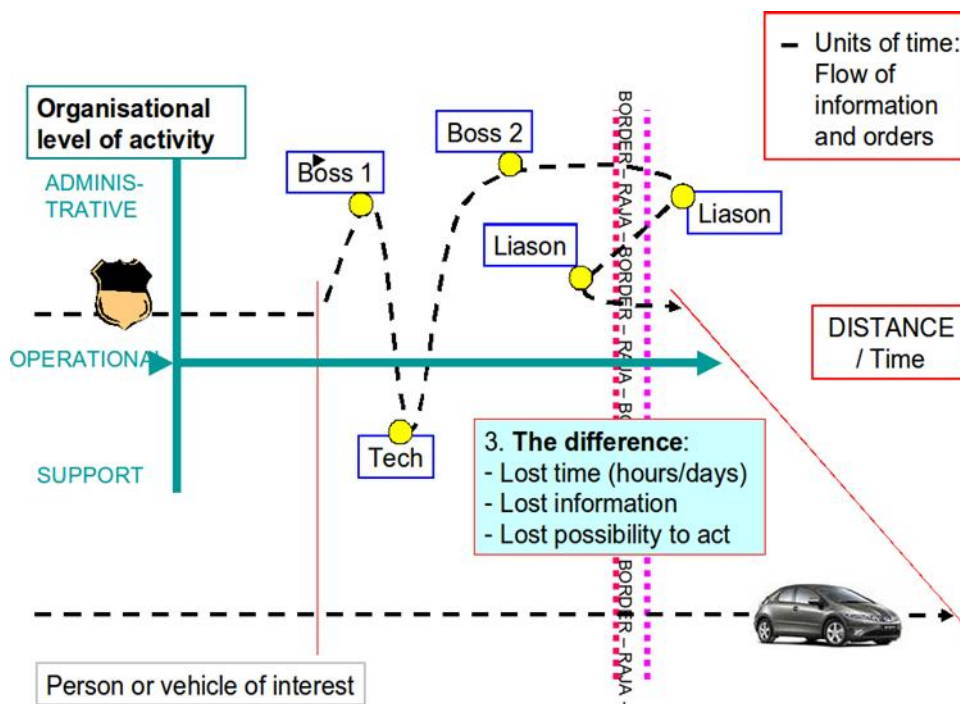 Units of time:
Flow of
information
and orders
Organisational
level of activity
ADMINIS-
TRATIVE
Boss 1
Boss 2
Liason
Liason
OPERATIONAL
DISTANCE
/ Time
Tech
SUPPORT
3. The difference:
- Lost time (hours/days)
- Lost information
- Lost possibility to act
BORDER – RAJA – BORDER – RAJA – BO
BORDER – RAJA -
Person or vehicle of interest